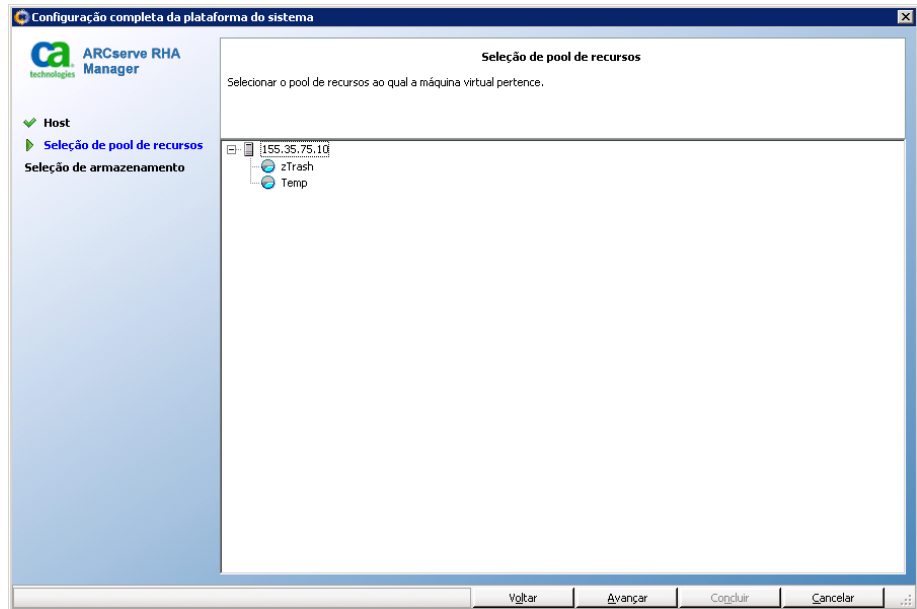 Configuração completa da plataforma do sistema
ca
technologies
ARCserve RHA
Manager
Host
Seleção de pool de recursos
Seleção de armazenamento
Seleção de pool de recursos
Selecionar o pool de recursos ao qual a máquina virtual pertence.
155.35.75.10
zTrash
Temp
Voltar
Avançar
Concluir
Cancelar